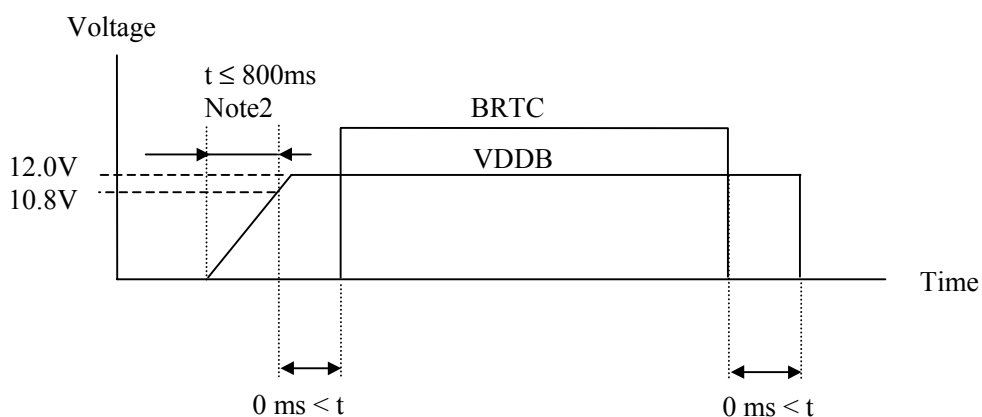 Voltage
t ≤ 800ms
Note2
BRTC
12.0V
VDDB
10.8V
Time
0 ms < t
0 ms < t